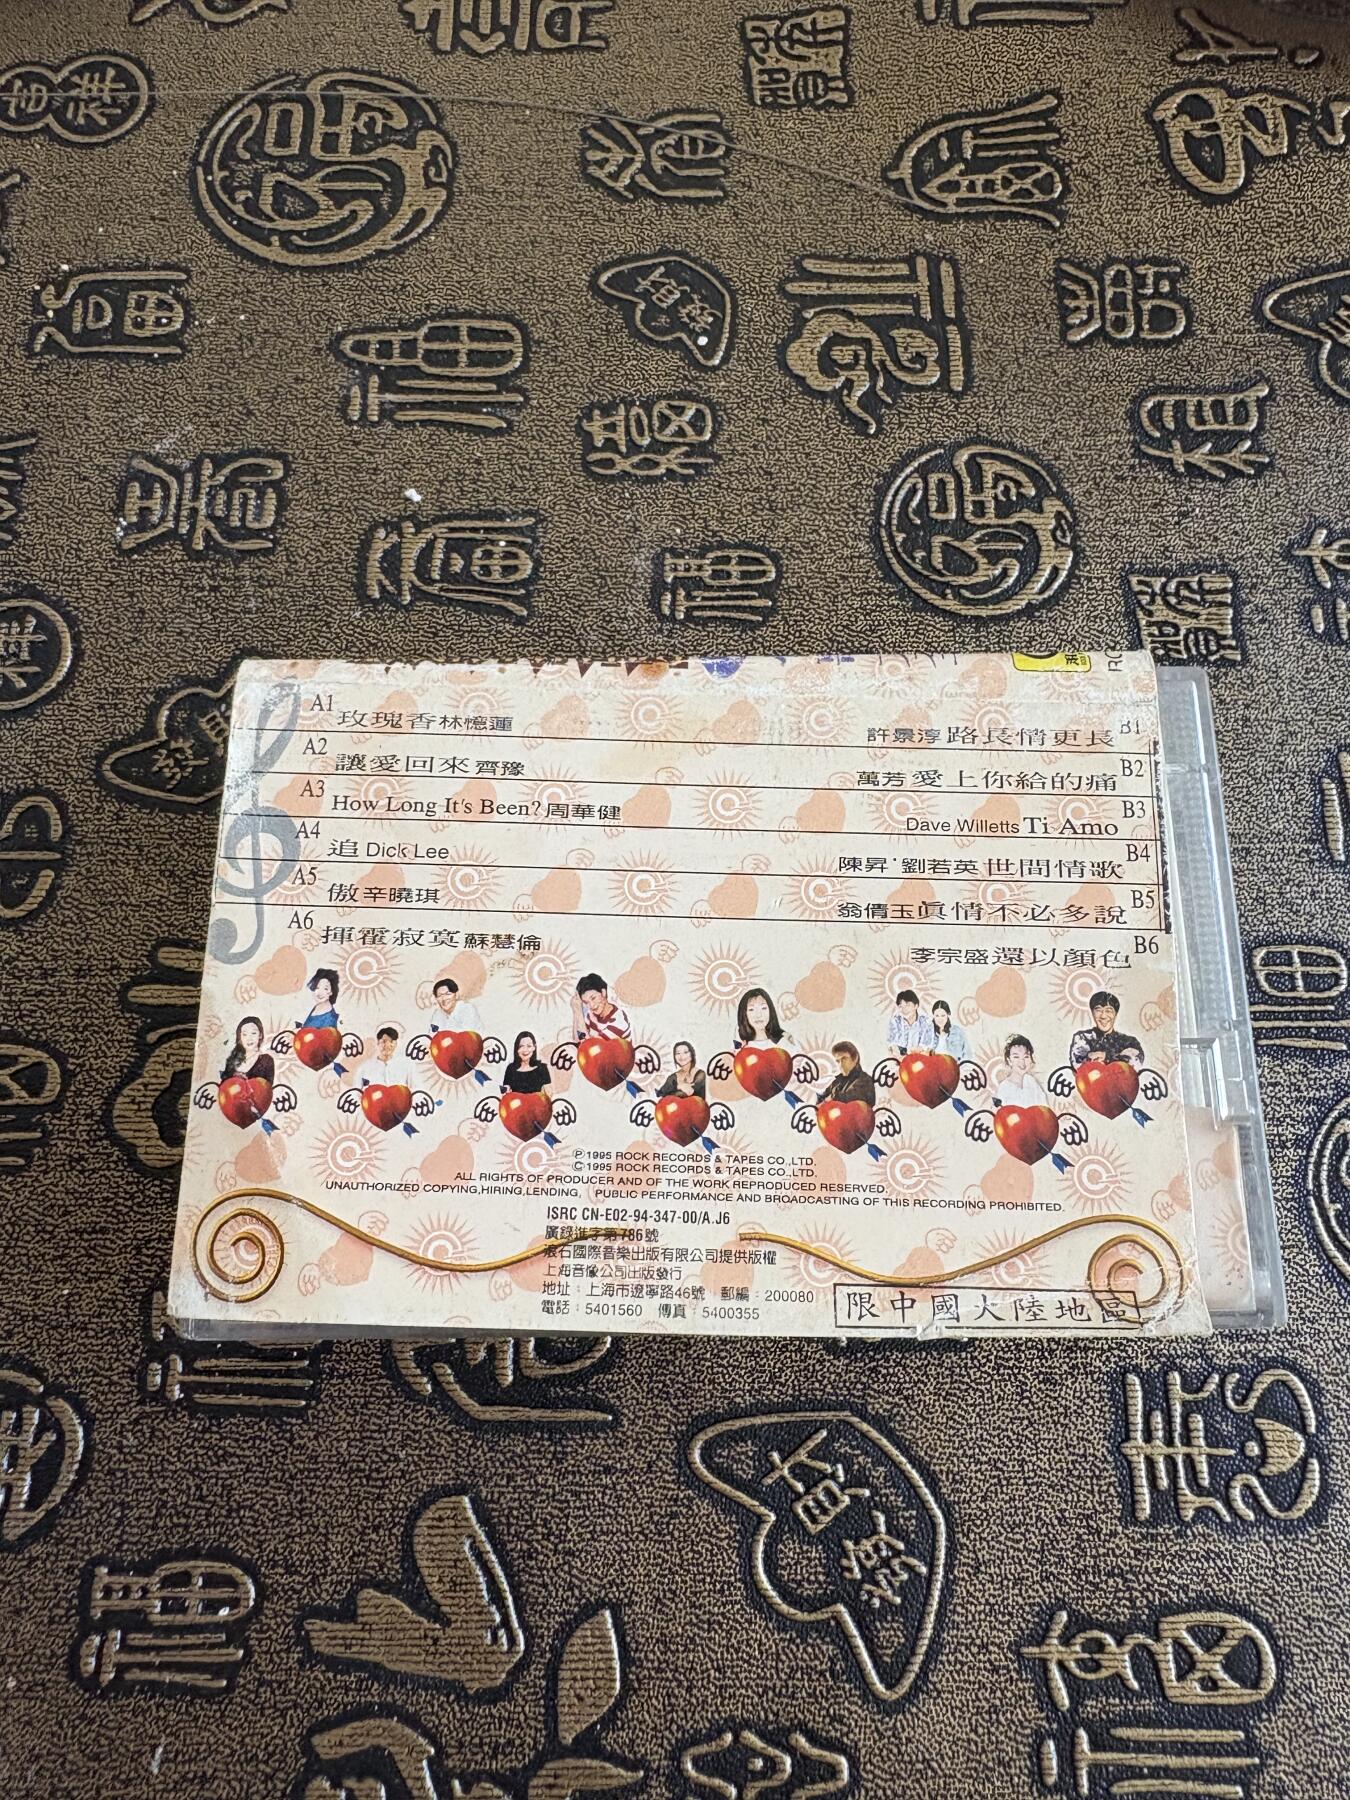 A1 玫瑰香 林憶蓮
A2 讓愛回來 齊豫
A3 How Long It's Been? 周華健
A4 追 Dick Lee
A5 傲 辛曉琪
A6 揮霍寂寞 蘇慧倫
許景淳 路長情更長 B1
萬芳 愛上你給的痛 B2
Dave Willetts Ti Amo B3
陳昇·劉若英 世間情歌 B4
翁倩玉 眞情不必多說 B5
李宗盛 還以顏色 B6
Ⓟ1995 ROCK RECORDS & TAPES CO.,LTD.
Ⓒ1995 ROCK RECORDS & TAPES CO.,LTD.
ALL RIGHTS OF PRODUCER AND OF THE WORK REPRODUCED RESERVED.
UNAUTHORIZED COPYING,HIRING,LENDING, PUBLIC PERFORMANCE AND BROADCASTING OF THIS RECORDING PROHIBITED.
ISRC CN-E02-94-347-00/A.J6
廣錄進字第786號
滾石國際音樂出版有限公司提供版權
上海音像公司出版發行
地址：上海市遼寧路46號 郵編：200080
電話：5401560 傳真：5400355
限中國大陸地區